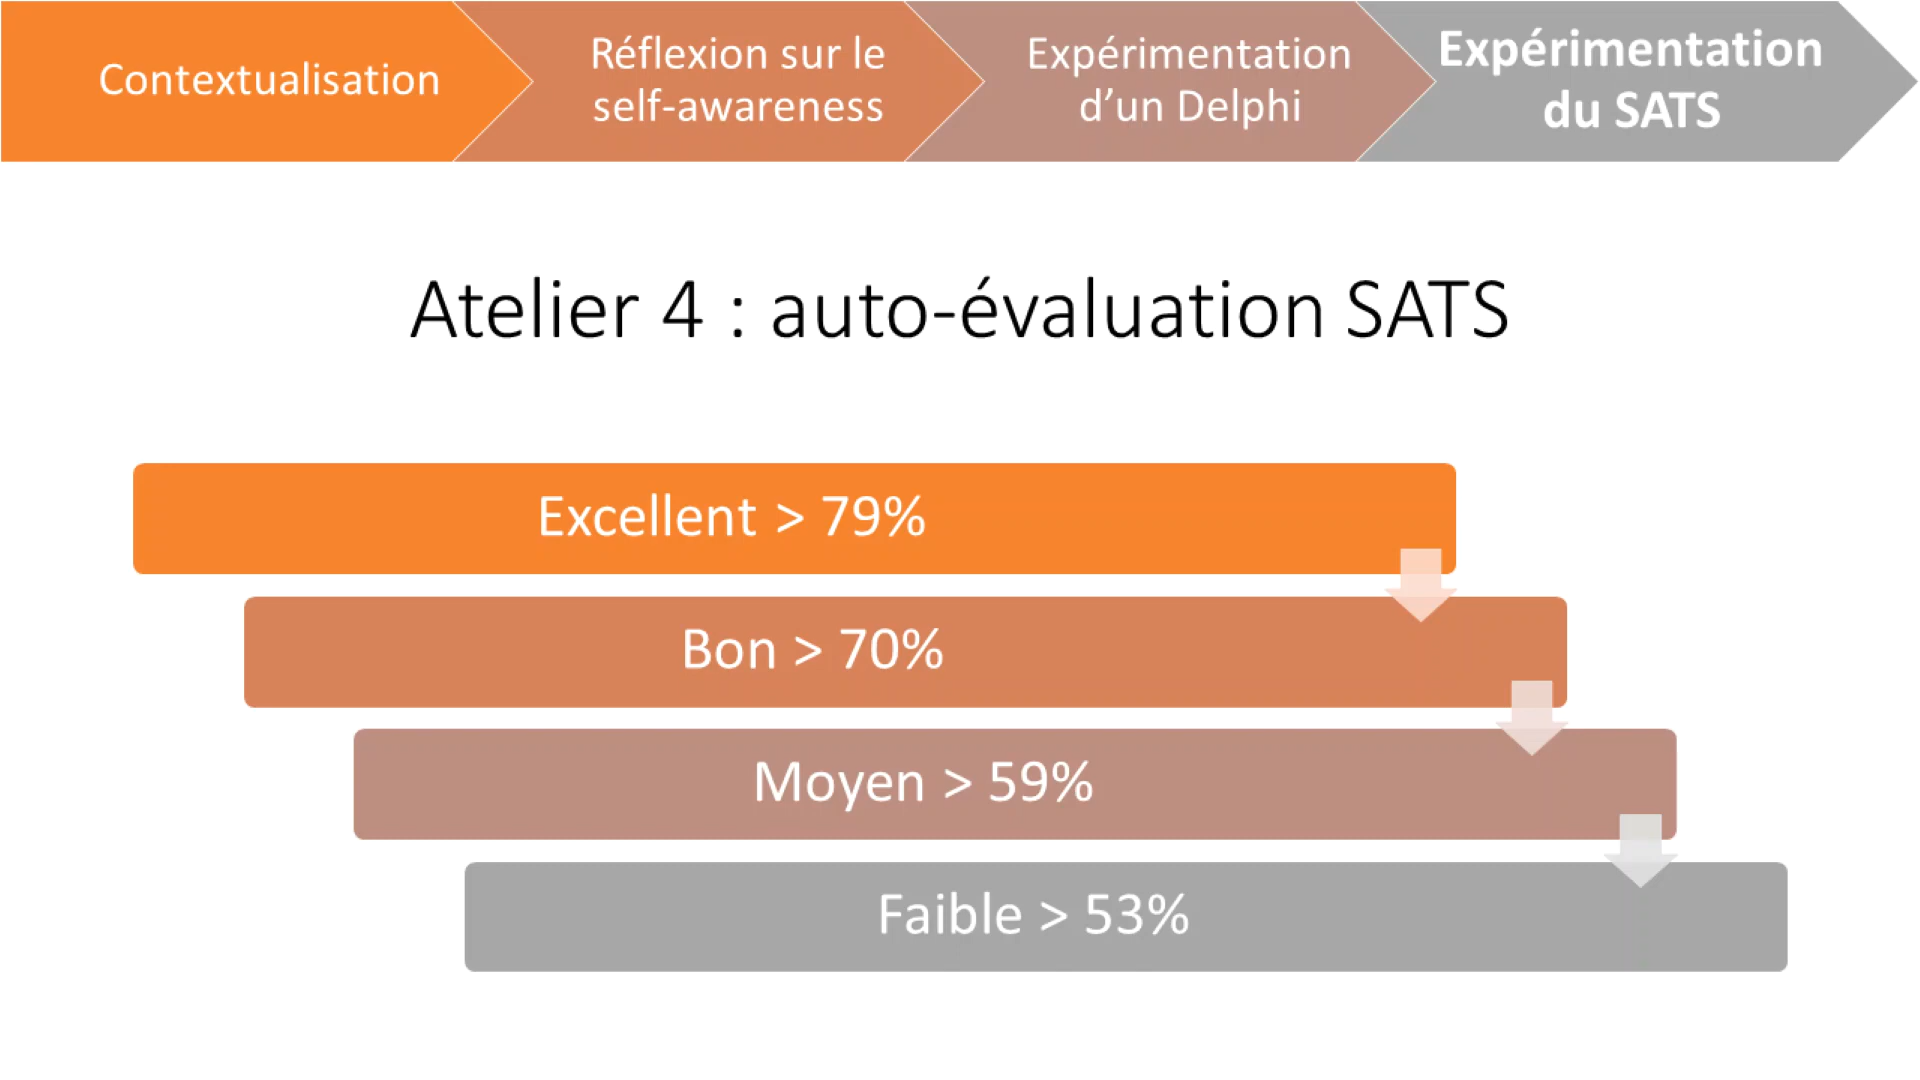 Contextualisation
Réflexion sur le
self-awareness
Expérimentation
d’un Delphi
Expérimentation
du SATS
Atelier 4 : auto-évaluation SATS
Excellent > 79%
Bon > 70%
Moyen > 59%
Faible > 53%